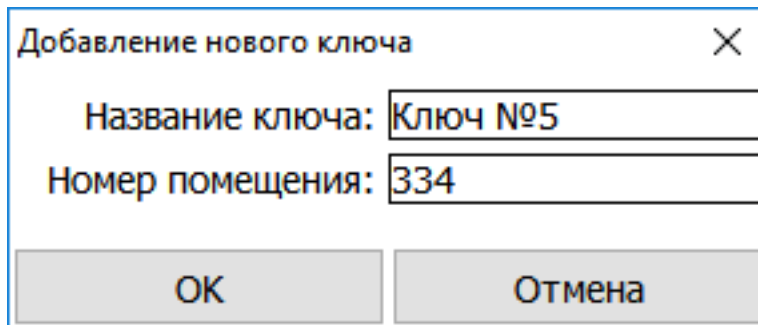 Добавление нового ключа
Название ключа: Ключ №5
Номер помещения: 334
OK Отмена